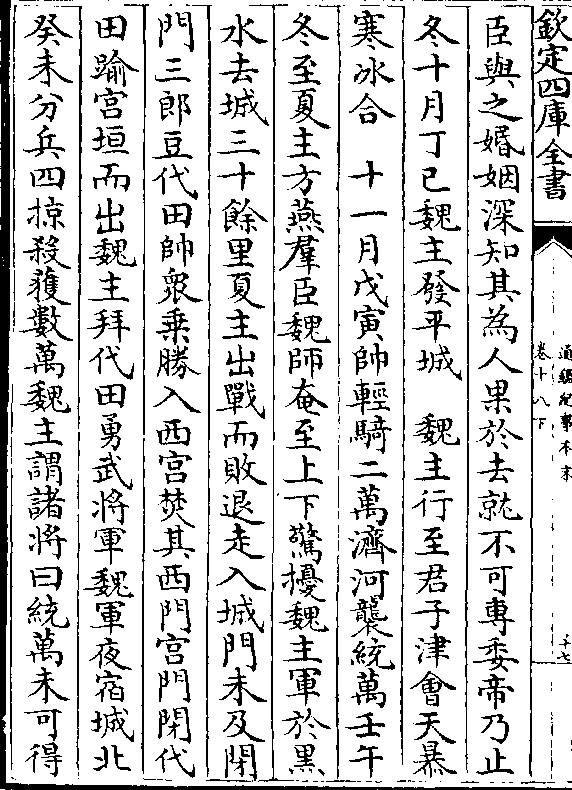 欽定四庫全書
通鑑紀事本末
卷十八下
十七
臣與之婚姻深知其為人果於去就不可專委帝乃止
冬十月丁巳魏主發平城　魏主行至君子津會天暴
寒冰合　十一月戊寅帥輕騎二萬濟河襲統萬壬午
冬至夏主方燕羣臣魏師奄至上下驚擾魏主軍於黑
水去城三十餘里夏主出戰而敗退走入城門未及閉
門三郎豆代田帥衆乗勝入西宫焚其西門宫門閉代
田踰宫垣而出魏主拜代田勇武將軍魏軍夜宿城北
癸未分兵四掠殺獲數萬魏主謂諸將曰統萬未可得